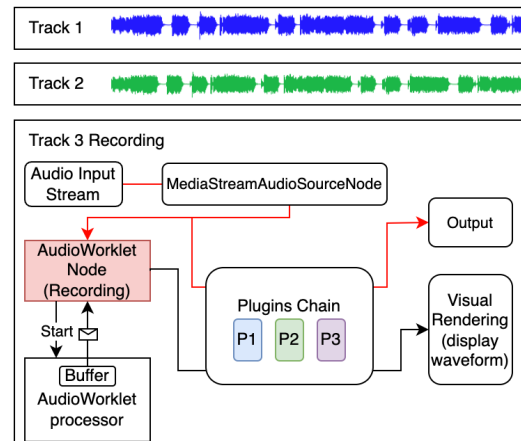 Track 1
Track 2
Track 3 Recording
Audio Input
Stream
MediaStreamAudioSourceNode
AudioWorklet
Node
(Recording)
Output
Plugins Chain
P1
P2
P3
Visual
Rendering
(display
waveform)
Start
Buffer
AudioWorklet
processor